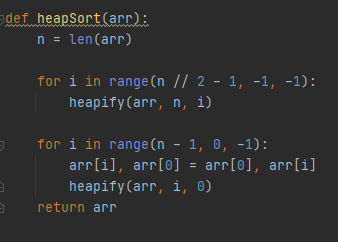 def heapSort(arr):
    n = len(arr)

    for i in range(n // 2 - 1, -1, -1):
        heapify(arr, n, i)

    for i in range(n - 1, 0, -1):
        arr[i], arr[0] = arr[0], arr[i]
        heapify(arr, i, 0)
    return arr